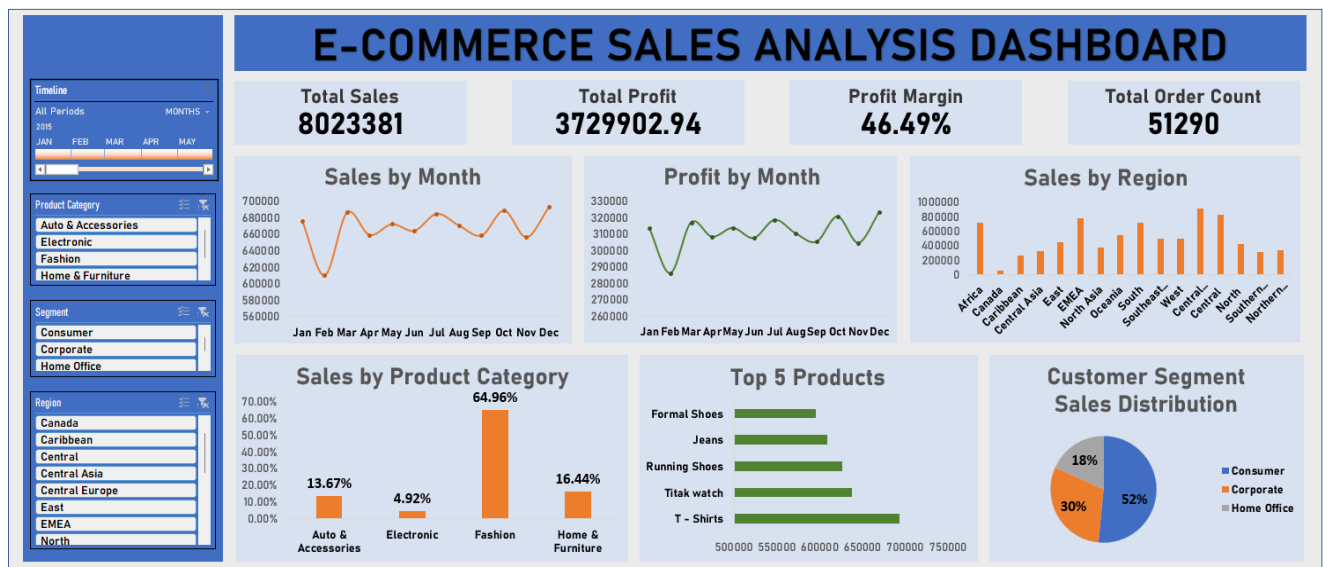 E-COMMERCE SALES ANALYSIS DASHBOARD
Timeline
All Periods MONTHS
2015
JAN FEB MAR APR MAY
Product Category
Auto & Accessories
Electronic
Fashion
Home & Furniture
Segment
Consumer
Corporate
Home Office
Region
Canada
Caribbean
Central
Central Asia
Central Europe
East
EMEA
North
Total Sales
8023381
Total Profit
3729902.94
Profit Margin
46.49%
Total Order Count
51290
Sales by Month
700000
680000
660000
640000
620000
600000
580000
560000
Jan Feb Mar Apr May Jun Jul Aug Sep Oct Nov Dec
Profit by Month
330000
320000
310000
300000
290000
280000
270000
260000
Jan Feb Mar Apr May Jun Jul Aug Sep Oct Nov Dec
Sales by Region
1000000
800000
600000
400000
200000
0
Africa
Canada
Caribbean
Central Asia
East
EMEA
North Asia
Oceania
South
Southeast...
West
Central...
Central
North
Southern...
Northern...
Sales by Product Category
70.00%
60.00%
50.00%
40.00%
30.00%
20.00%
10.00%
0.00%
13.67%
4.92%
64.96%
16.44%
Auto &
Accessories
Electronic
Fashion
Home &
Furniture
Top 5 Products
Formal Shoes
Jeans
Running Shoes
Titak watch
T - Shirts
500000 550000 600000 650000 700000 750000
Customer Segment
Sales Distribution
18%
30%
52%
Consumer
Corporate
Home Office